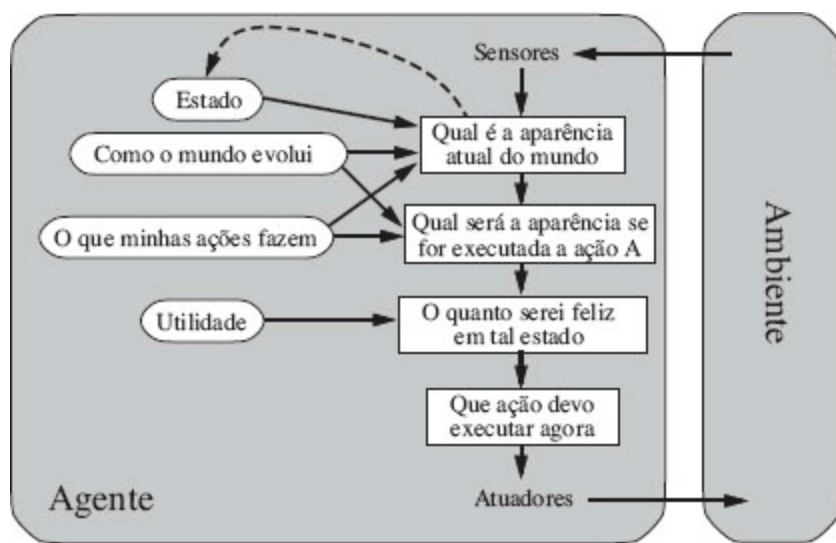 Sensores
Estado
Qual é a aparência
atual do mundo
Como o mundo evolui
Qual será a aparência se
for executada a ação A
O que minhas ações fazem
O quanto serei feliz
em tal estado
Utilidade
Que ação devo
executar agora
Agente
Atuadores
Ambiente